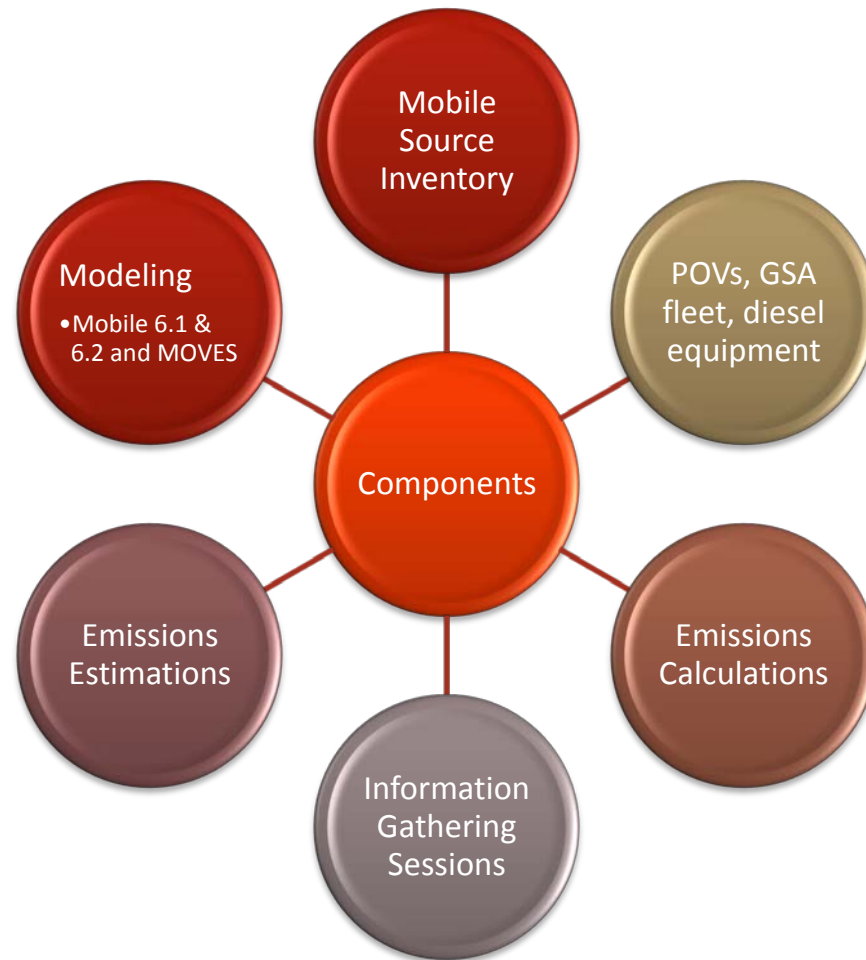 Mobile
Source
Inventory
POVs, GSA
fleet, diesel
equipment
Emissions
Calculations
Information
Gathering
Sessions
Emissions
Estimations
Modeling
•Mobile 6.1 &
6.2 and MOVES
Components